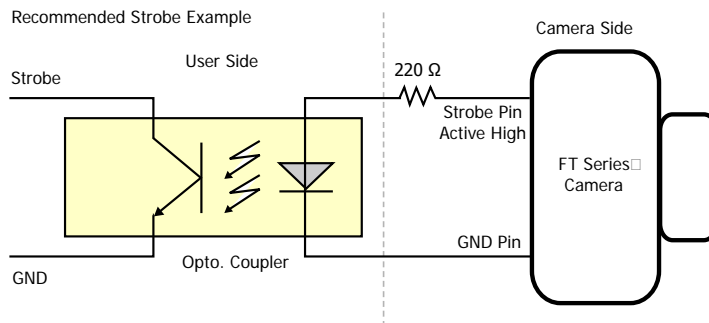 Recommended Strobe Example
Camera Side
User Side
220 Ω
Strobe
Strobe Pin
Active High
FT Series□
Camera
GND Pin
Opto. Coupler
GND